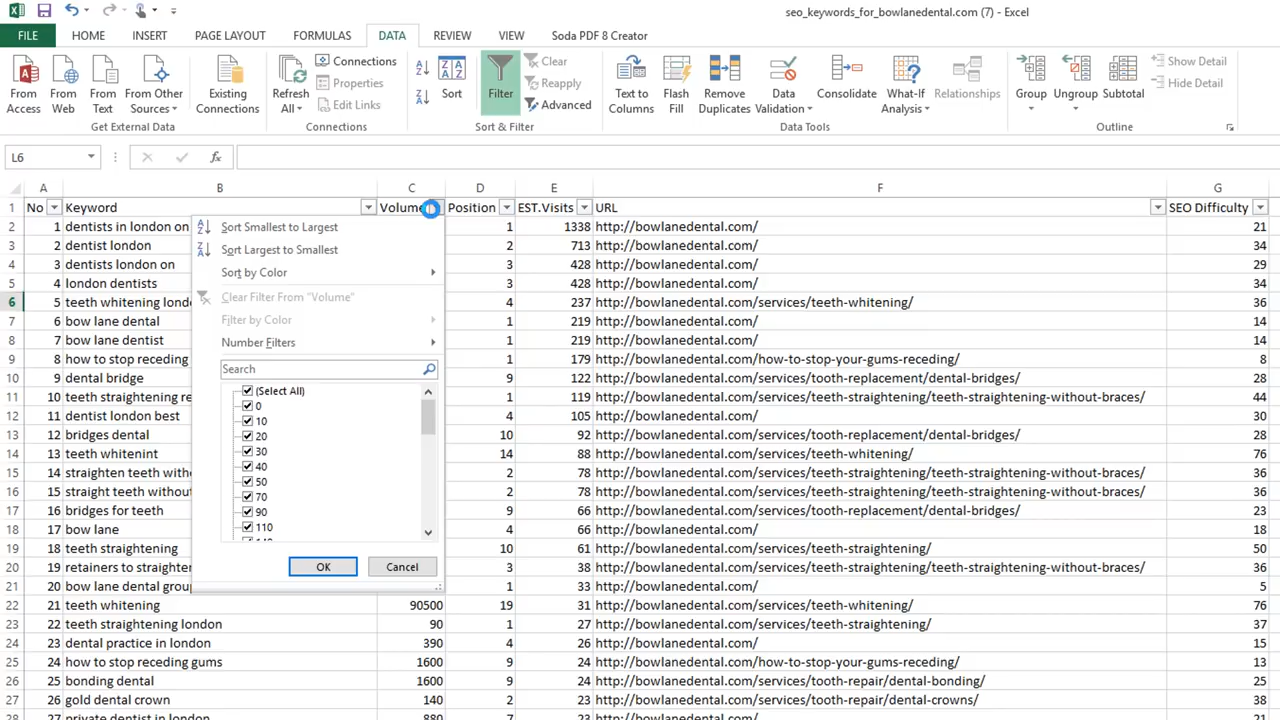 seo_keywords_for_bowlanedental.com (7) - Excel
FILE HOME INSERT PAGE LAYOUT FORMULAS DATA REVIEW VIEW Soda PDF 8 Creator
From Access
From Web
From Text
From Other Sources
Existing Connections
Refresh All
Connections
Properties
Edit Links
Sort
Filter
Clear
Reapply
Advanced
Text to Columns
Flash Fill
Remove Duplicates
Data Validation
Consolidate
What-If Analysis
Relationships
Group
Ungroup
Subtotal
Show Detail
Hide Detail
Get External Data Connections Sort & Filter Data Tools Outline
L6 fx
A B C D E F G
1 No Keyword Volume Position EST.Visits URL SEO Difficulty
2 1 dentists in london on 1 1338 http://bowlanedental.com/ 21
3 2 dentist london 2 713 http://bowlanedental.com/ 34
4 3 dentists london on 3 428 http://bowlanedental.com/ 29
5 4 london dentists 3 428 http://bowlanedental.com/ 34
6 5 teeth whitening lond 4 237 http://bowlanedental.com/services/teeth-whitening/ 36
7 6 bow lane dental 1 219 http://bowlanedental.com/ 14
8 7 bow lane dentist 1 219 http://bowlanedental.com/ 14
9 8 how to stop receding 1 179 http://bowlanedental.com/how-to-stop-your-gums-receding/ 8
10 9 dental bridge 9 122 http://bowlanedental.com/services/tooth-replacement/dental-bridges/ 28
11 10 teeth straightening re 1 119 http://bowlanedental.com/services/teeth-straightening/teeth-straightening-without-braces/ 44
12 11 dentist london best 4 105 http://bowlanedental.com/ 30
13 12 bridges dental 10 92 http://bowlanedental.com/services/tooth-replacement/dental-bridges/ 28
14 13 teeth whitenint 14 88 http://bowlanedental.com/services/teeth-whitening/ 76
15 14 straighten teeth with 2 78 http://bowlanedental.com/services/teeth-straightening/teeth-straightening-without-braces/ 36
16 15 straight teeth without 2 78 http://bowlanedental.com/services/teeth-straightening/teeth-straightening-without-braces/ 36
17 16 bridges for teeth 9 66 http://bowlanedental.com/services/tooth-replacement/dental-bridges/ 23
18 17 bow lane 4 66 http://bowlanedental.com/ 18
19 18 teeth straightening 10 61 http://bowlanedental.com/services/teeth-straightening/ 50
20 19 retainers to straighter 3 38 http://bowlanedental.com/services/teeth-straightening/teeth-straightening-without-braces/ 36
21 20 bow lane dental grou 1 33 http://bowlanedental.com/ 5
22 21 teeth whitening 90500 19 31 http://bowlanedental.com/services/teeth-whitening/ 76
23 22 teeth straightening london 90 1 27 http://bowlanedental.com/services/teeth-straightening/ 37
24 23 dental practice in london 390 4 26 http://bowlanedental.com/ 15
25 24 how to stop receding gums 1600 9 24 http://bowlanedental.com/how-to-stop-your-gums-receding/ 13
26 25 bonding dental 1600 9 24 http://bowlanedental.com/services/tooth-repair/dental-bonding/ 25
27 26 gold dental crown 140 2 23 http://bowlanedental.com/services/tooth-repair/dental-crowns/ 38
28 27 private dentist in london 880 7 23 http://bowlanedental.com/ 21
Sort Smallest to Largest
Sort Largest to Smallest
Sort by Color
Clear Filter From "Volume"
Filter by Color
Number Filters
Search
(Select All)
0
10
20
30
40
50
70
90
110
OK Cancel